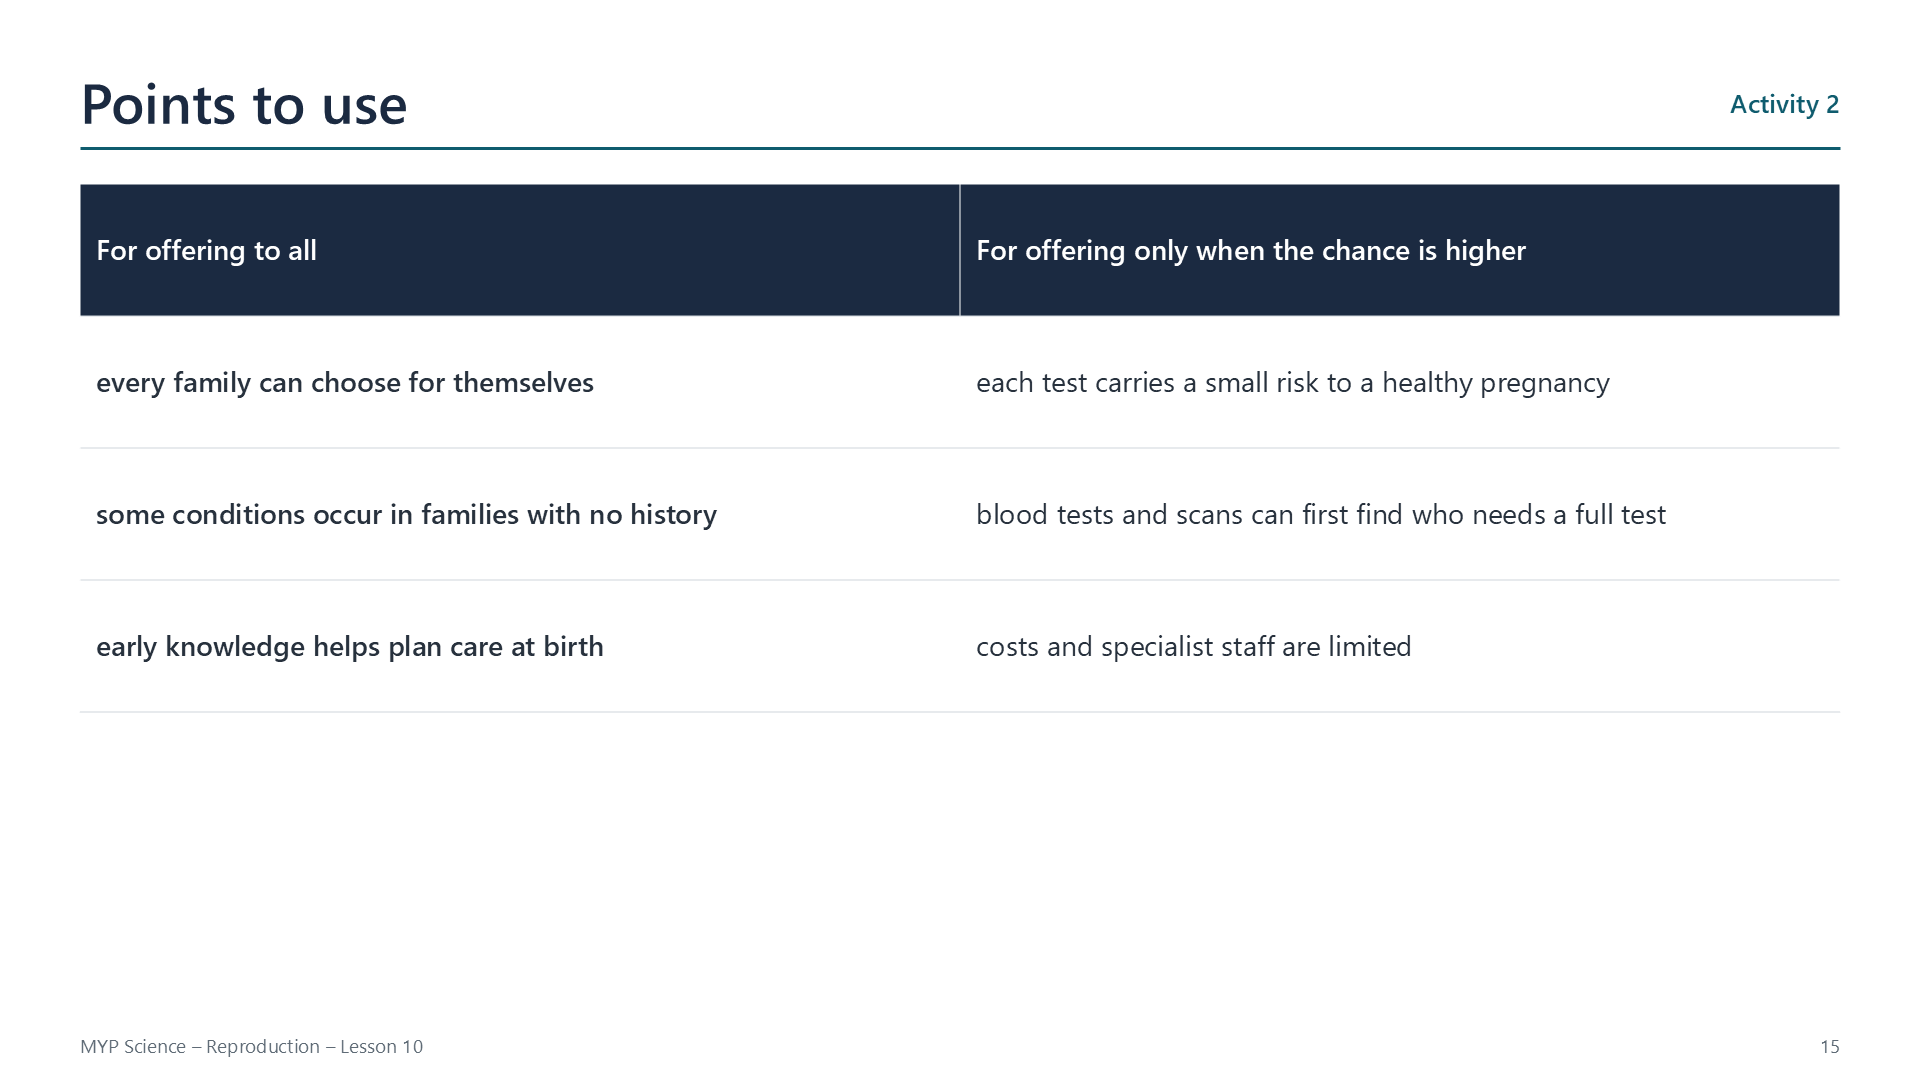 Points to use
Activity 2
For offering to all
For offering only when the chance is higher
every family can choose for themselves
each test carries a small risk to a healthy pregnancy
some conditions occur in families with no history
blood tests and scans can first find who needs a full test
early knowledge helps plan care at birth
costs and specialist staff are limited
MYP Science – Reproduction – Lesson 10
15